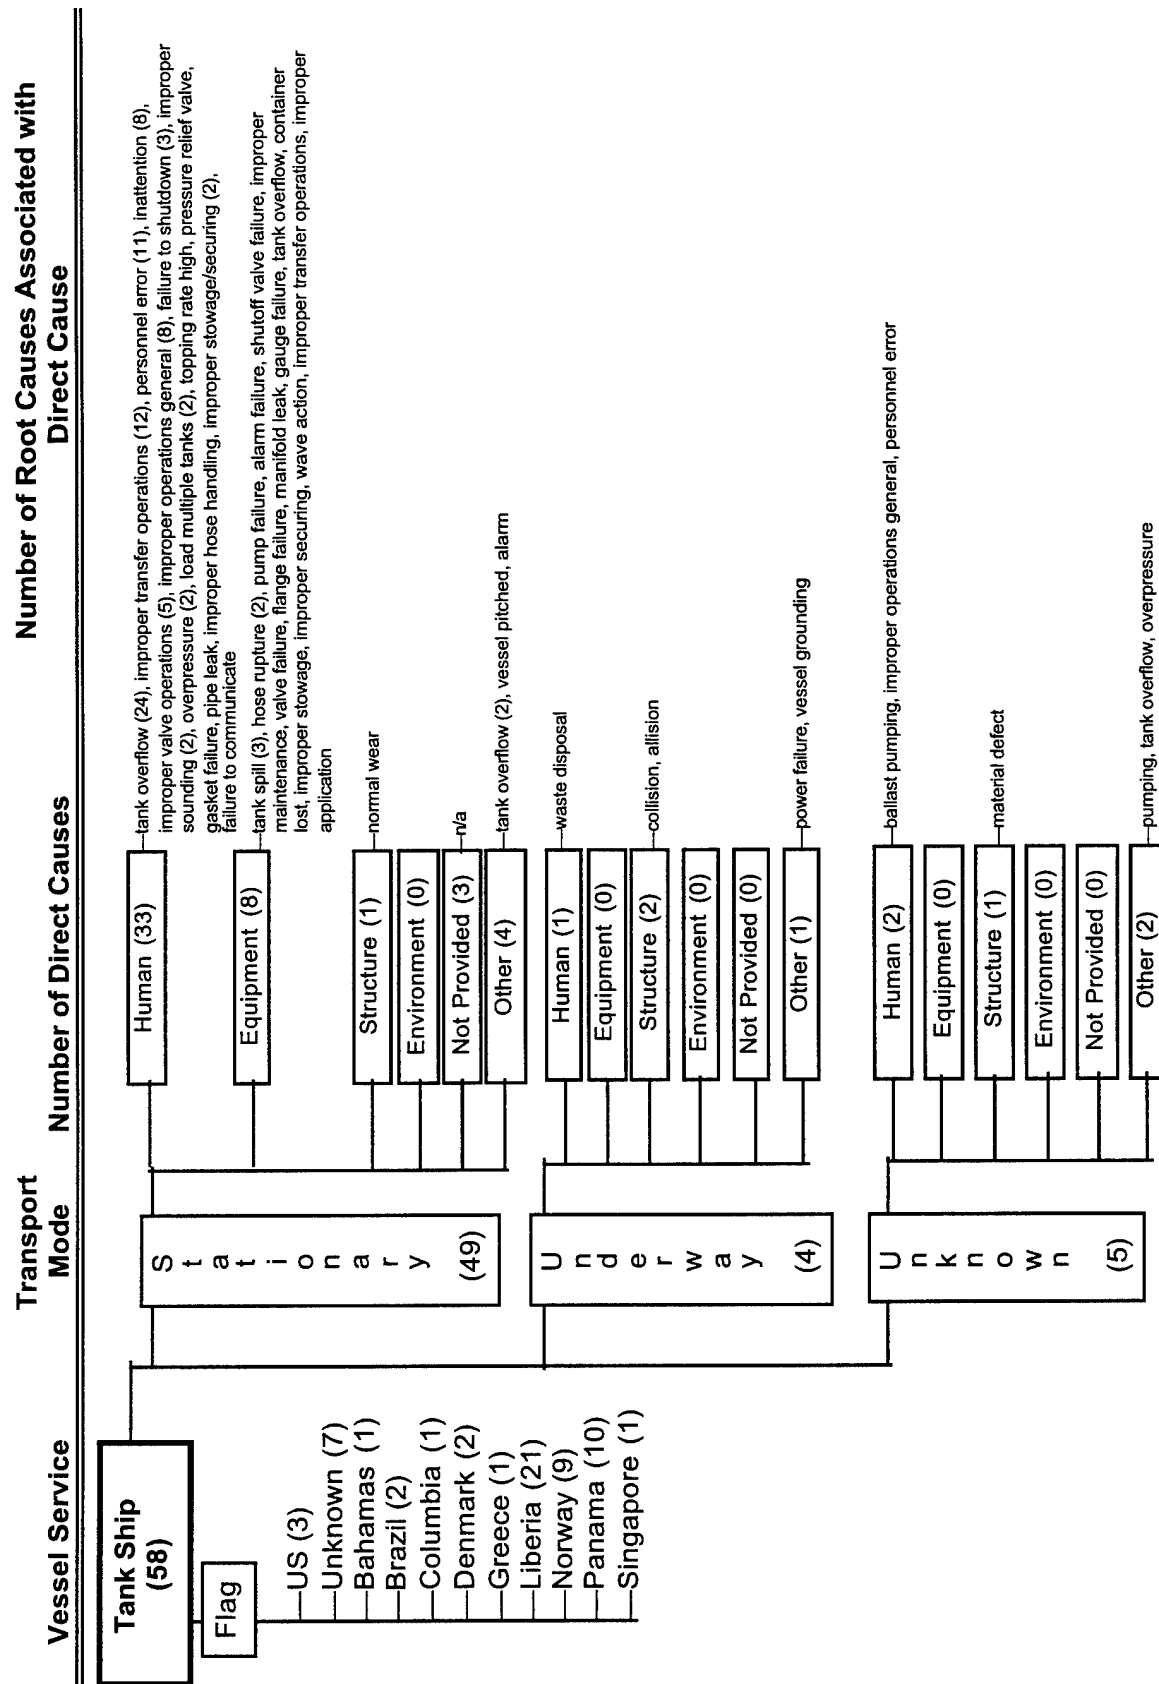 Vessel Service
Transport
Mode
Number of Direct Causes
Number of Root Causes Associated with
Direct Cause
Tank Ship
(58)
Flag
US (3)
Unknown (7)
Bahamas (1)
Brazil (2)
Columbia (1)
Denmark (2)
Greece (1)
Liberia (21)
Norway (9)
Panama (10)
Singapore (1)
Stationary
(49)
Human (33)
tank overflow (24), improper transfer operations (12), personnel error (11), inattention (8),
improper valve operations (5), improper operations general (8), failure to shutdown (3), improper
sounding (2), overpressure (2), load multiple tanks (2), topping rate high, pressure relief valve,
gasket failure, pipe leak, improper hose handling, improper stowage/securing (2),
failure to communicate
Equipment (8)
tank spill (3), hose rupture (2), pump failure, alarm failure, shutoff valve failure, improper
maintenance, valve failure, flange failure, manifold leak, gauge failure, tank overflow, container
lost, improper stowage, improper securing, wave action, improper transfer operations, improper
application
Structure (1)
normal wear
Environment (0)
Not Provided (3)
n/a
Other (4)
tank overflow (2), vessel pitched, alarm
Underway
(4)
Human (1)
waste disposal
Equipment (0)
Structure (2)
collision, allision
Environment (0)
Not Provided (0)
Other (1)
power failure, vessel grounding
Unknown
(5)
Human (2)
ballast pumping, improper operations general, personnel error
Equipment (0)
Structure (1)
material defect
Environment (0)
Not Provided (0)
Other (2)
pumping, tank overflow, overpressure